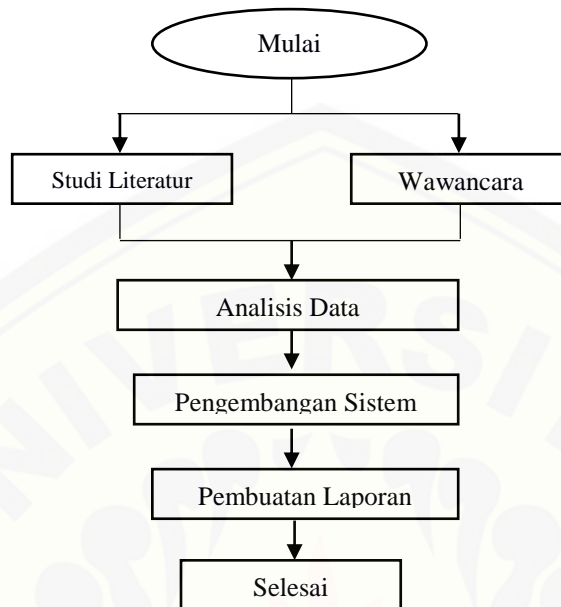 Mulai
Studi Literatur
Wawancara
Analisis Data
Pengembangan Sistem
Pembuatan Laporan
Selesai